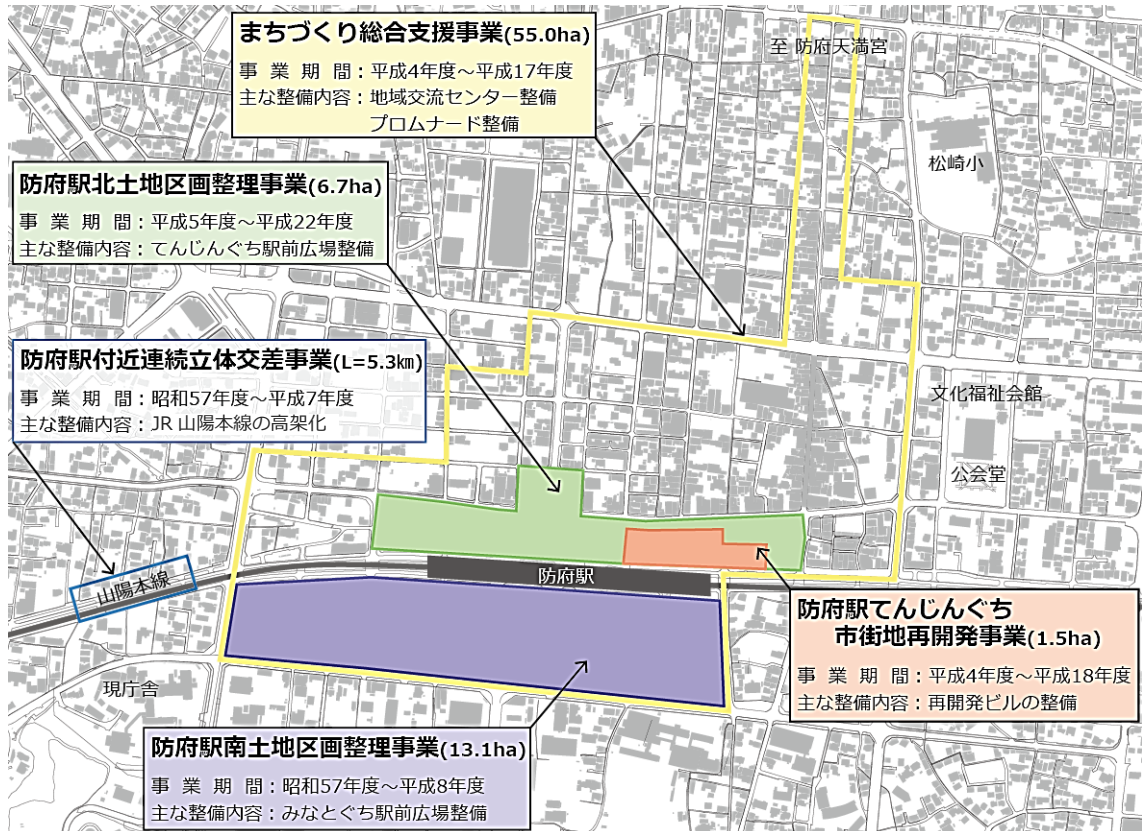 まちづくり総合支援事業(55.0ha)
事業期間：平成4年度～平成17年度
主な整備内容：地域交流センター整備
プロムナード整備
至 防府天満宮
松崎小
防府駅北土地区画整理事業(6.7ha)
事業期間：平成5年度～平成22年度
主な整備内容：てんじんぐち駅前広場整備
防府駅付近連続立体交差事業(L=5.3㎞)
事業期間：昭和57年度～平成7年度
主な整備内容：JR 山陽本線の高架化
文化福祉会館
公会堂
山陽本線
防府駅
防府駅てんじんぐち
市街地再開発事業(1.5ha)
事業期間：平成4年度～平成18年度
主な整備内容：再開発ビルの整備
現庁舎
防府駅南土地区画整理事業(13.1ha)
事業期間：昭和57年度～平成8年度
主な整備内容：みなとぐち駅前広場整備